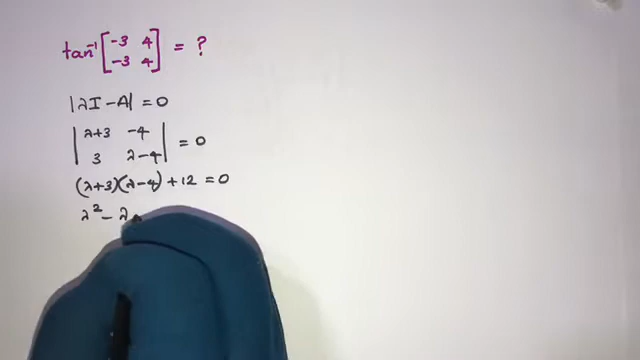 tan⁻¹ [-3 4
-3 4] = ?
|λI - A| = 0
|λ+3 -4
3 λ-4| = 0
(λ+3)(λ-4) + 12 = 0
λ² - λ